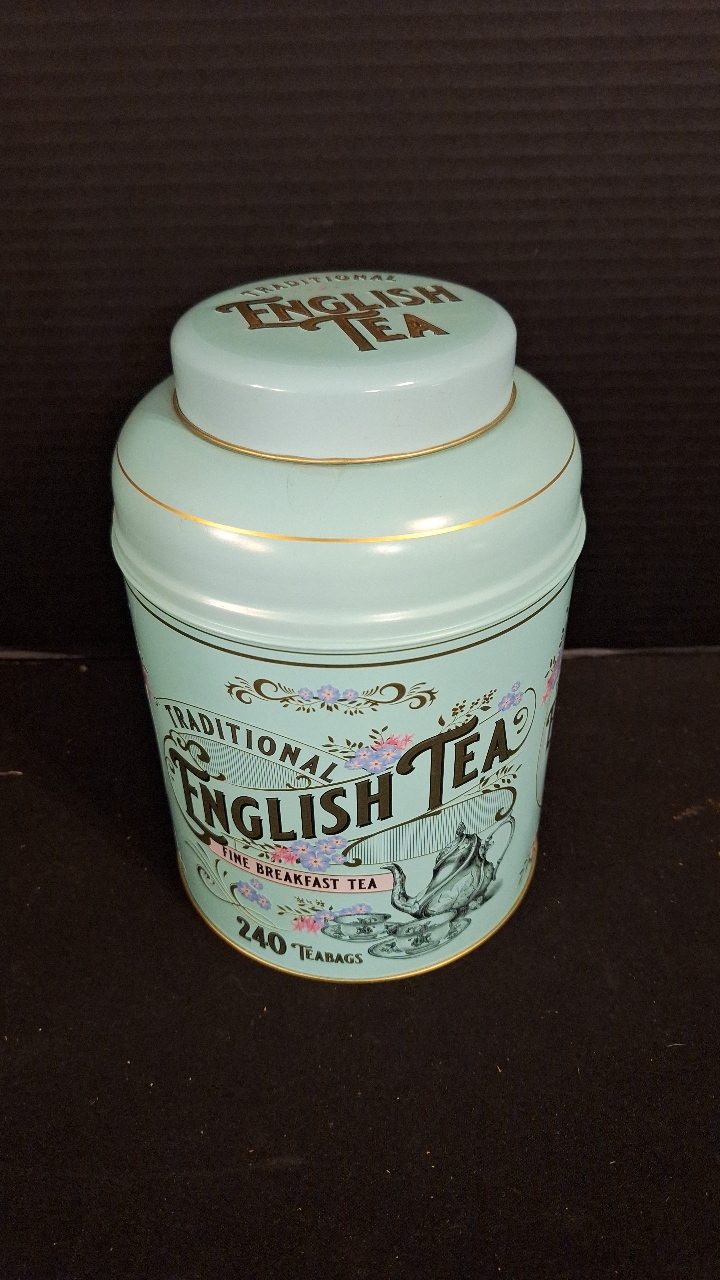 TRADITIONAL
ENGLISH
TEA
TRADITIONAL
ENGLISH TEA
FINE BREAKFAST TEA
240 TEABAGS